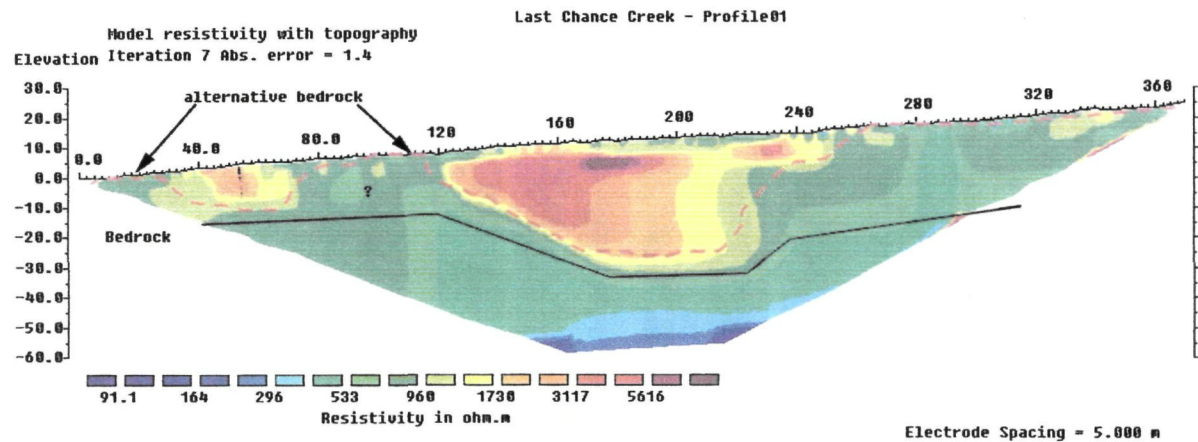 Last Chance Creek - Profile01
Model resistivity with topography
Elevation Iteration 7 Abs. error = 1.4
30.0
20.0
10.0
0.0
-10.0
-20.0
-30.0
-40.0
-50.0
-60.0
alternative bedrock
0.0 40.0 80.0 120 160 200 240 280 320 360
?
Bedrock
91.1 164 296 533 960 1730 3117 5616
Resistivity in ohm.m
Electrode Spacing = 5.000 m